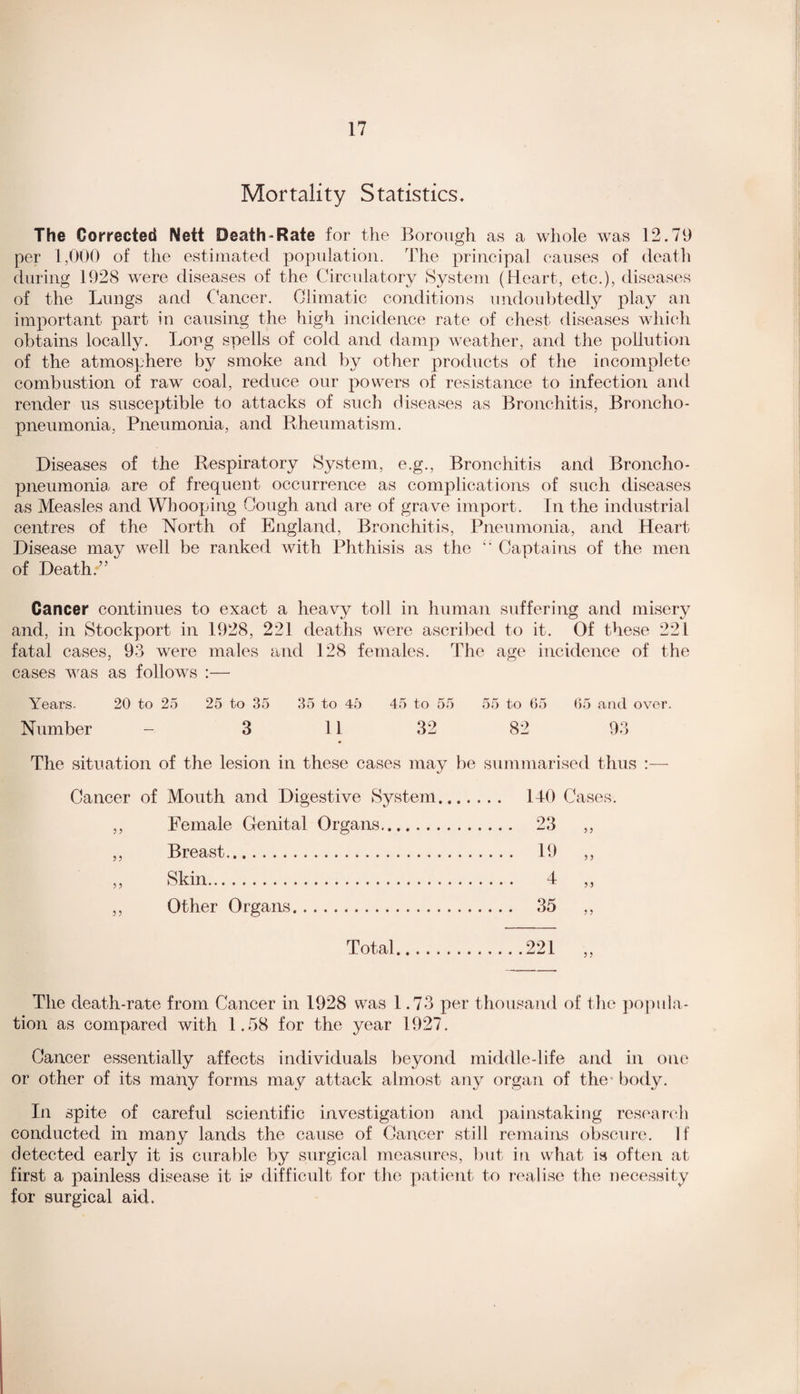 17
Mortality Statistics.
The Corrected Nett Death-Rate for the Borough as a whole was 12.79
per 1,000 of the estimated population. The principal causes of death
during 1928 were diseases of the Circulatory System (Heart, etc.), diseases
of the Lungs and Cancer. Climatic conditions undoubtedly play an
important part in causing the high incidence rate of chest diseases which
obtains locally. Long spells of cold and damp weather, and the pollution
of the atmosphere by smoke and by other products of the incomplete
combustion of raw coal, reduce our powers of resistance to infection and
render us susceptible to attacks of such diseases as Bronchitis, Broncho-
pneumonia, Pneumonia, and Rheumatism.
Diseases of the Respiratory System, e.g., Bronchitis and Broncho-
pneumonia are of frequent occurrence as complications of such diseases
as Measles and Whooping Cough and are of grave import. In the industrial
centres of the North of England, Bronchitis, Pneumonia, and Heart
Disease may well be ranked with Phthisis as the “ Captains of the men
of Death.”
Cancer continues to exact a heavy toll in human suffering and misery
and, in Stockport in 1928, 221 deaths were ascribed to it. Of these 221
fatal cases, 93 were males and 128 females. The age incidence of the
cases was as follows :—
Years. 20 to 25 25 to 35 35 to 45 45 to 55 55 to 65 65 and over.
Number – 3 11 32 82 93
The situation of the lesion in these cases may be summarised thus :—
Cancer of Mouth and Digestive System....... 140 Cases.
,, Female Genital Organs.............. 23 ,,
,, Breast............................ 19 ,,
,, Skin.............................. 4 ,,
,, Other Organs...................... 35 ,,
Total.............221 ,,
The death-rate from Cancer in 1928 was 1.73 per thousand of the popula-
tion as compared with 1.58 for the year 1927.
Cancer essentially affects individuals beyond middle-life and in one
or other of its many forms may attack almost any organ of the body.
In spite of careful scientific investigation and painstaking research
conducted in many lands the cause of Cancer still remains obscure. If
detected early it is curable by surgical measures, but in what is often at
first a painless disease it is difficult for the patient to realise the necessity
for surgical aid.